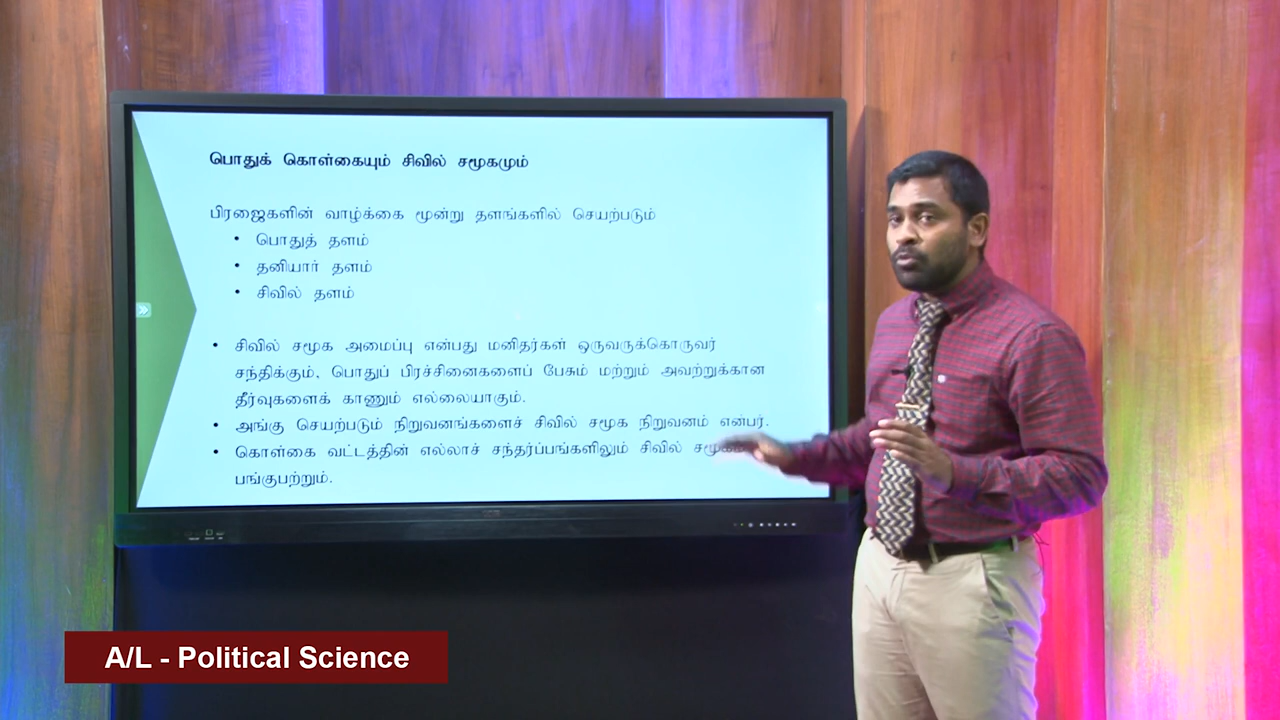 பொதுக் கொள்கையும் சிவில் சமூகமும்
பிரஜைகளின் வாழ்க்கை மூன்று தளங்களில் செயற்படும்
• பொதுத் தளம்
• தனியார் தளம்
• சிவில் தளம்
• சிவில் சமூக அமைப்பு என்பது மனிதர்கள் ஒருவருக்கொருவர்
சந்திக்கும், பொதுப் பிரச்சினைகளைப் பேசும் மற்றும் அவற்றுக்கான
தீர்வுகளைக் காணும் எல்லையாகும்.
• அங்கு செயற்படும் நிறுவனங்களைச் சிவில் சமூக நிறுவனம் என்பர்.
• கொள்கை வட்டத்தின் எல்லாச் சந்தர்ப்பங்களிலும் சிவில்
பங்குபற்றும்.
A/L - Political Science